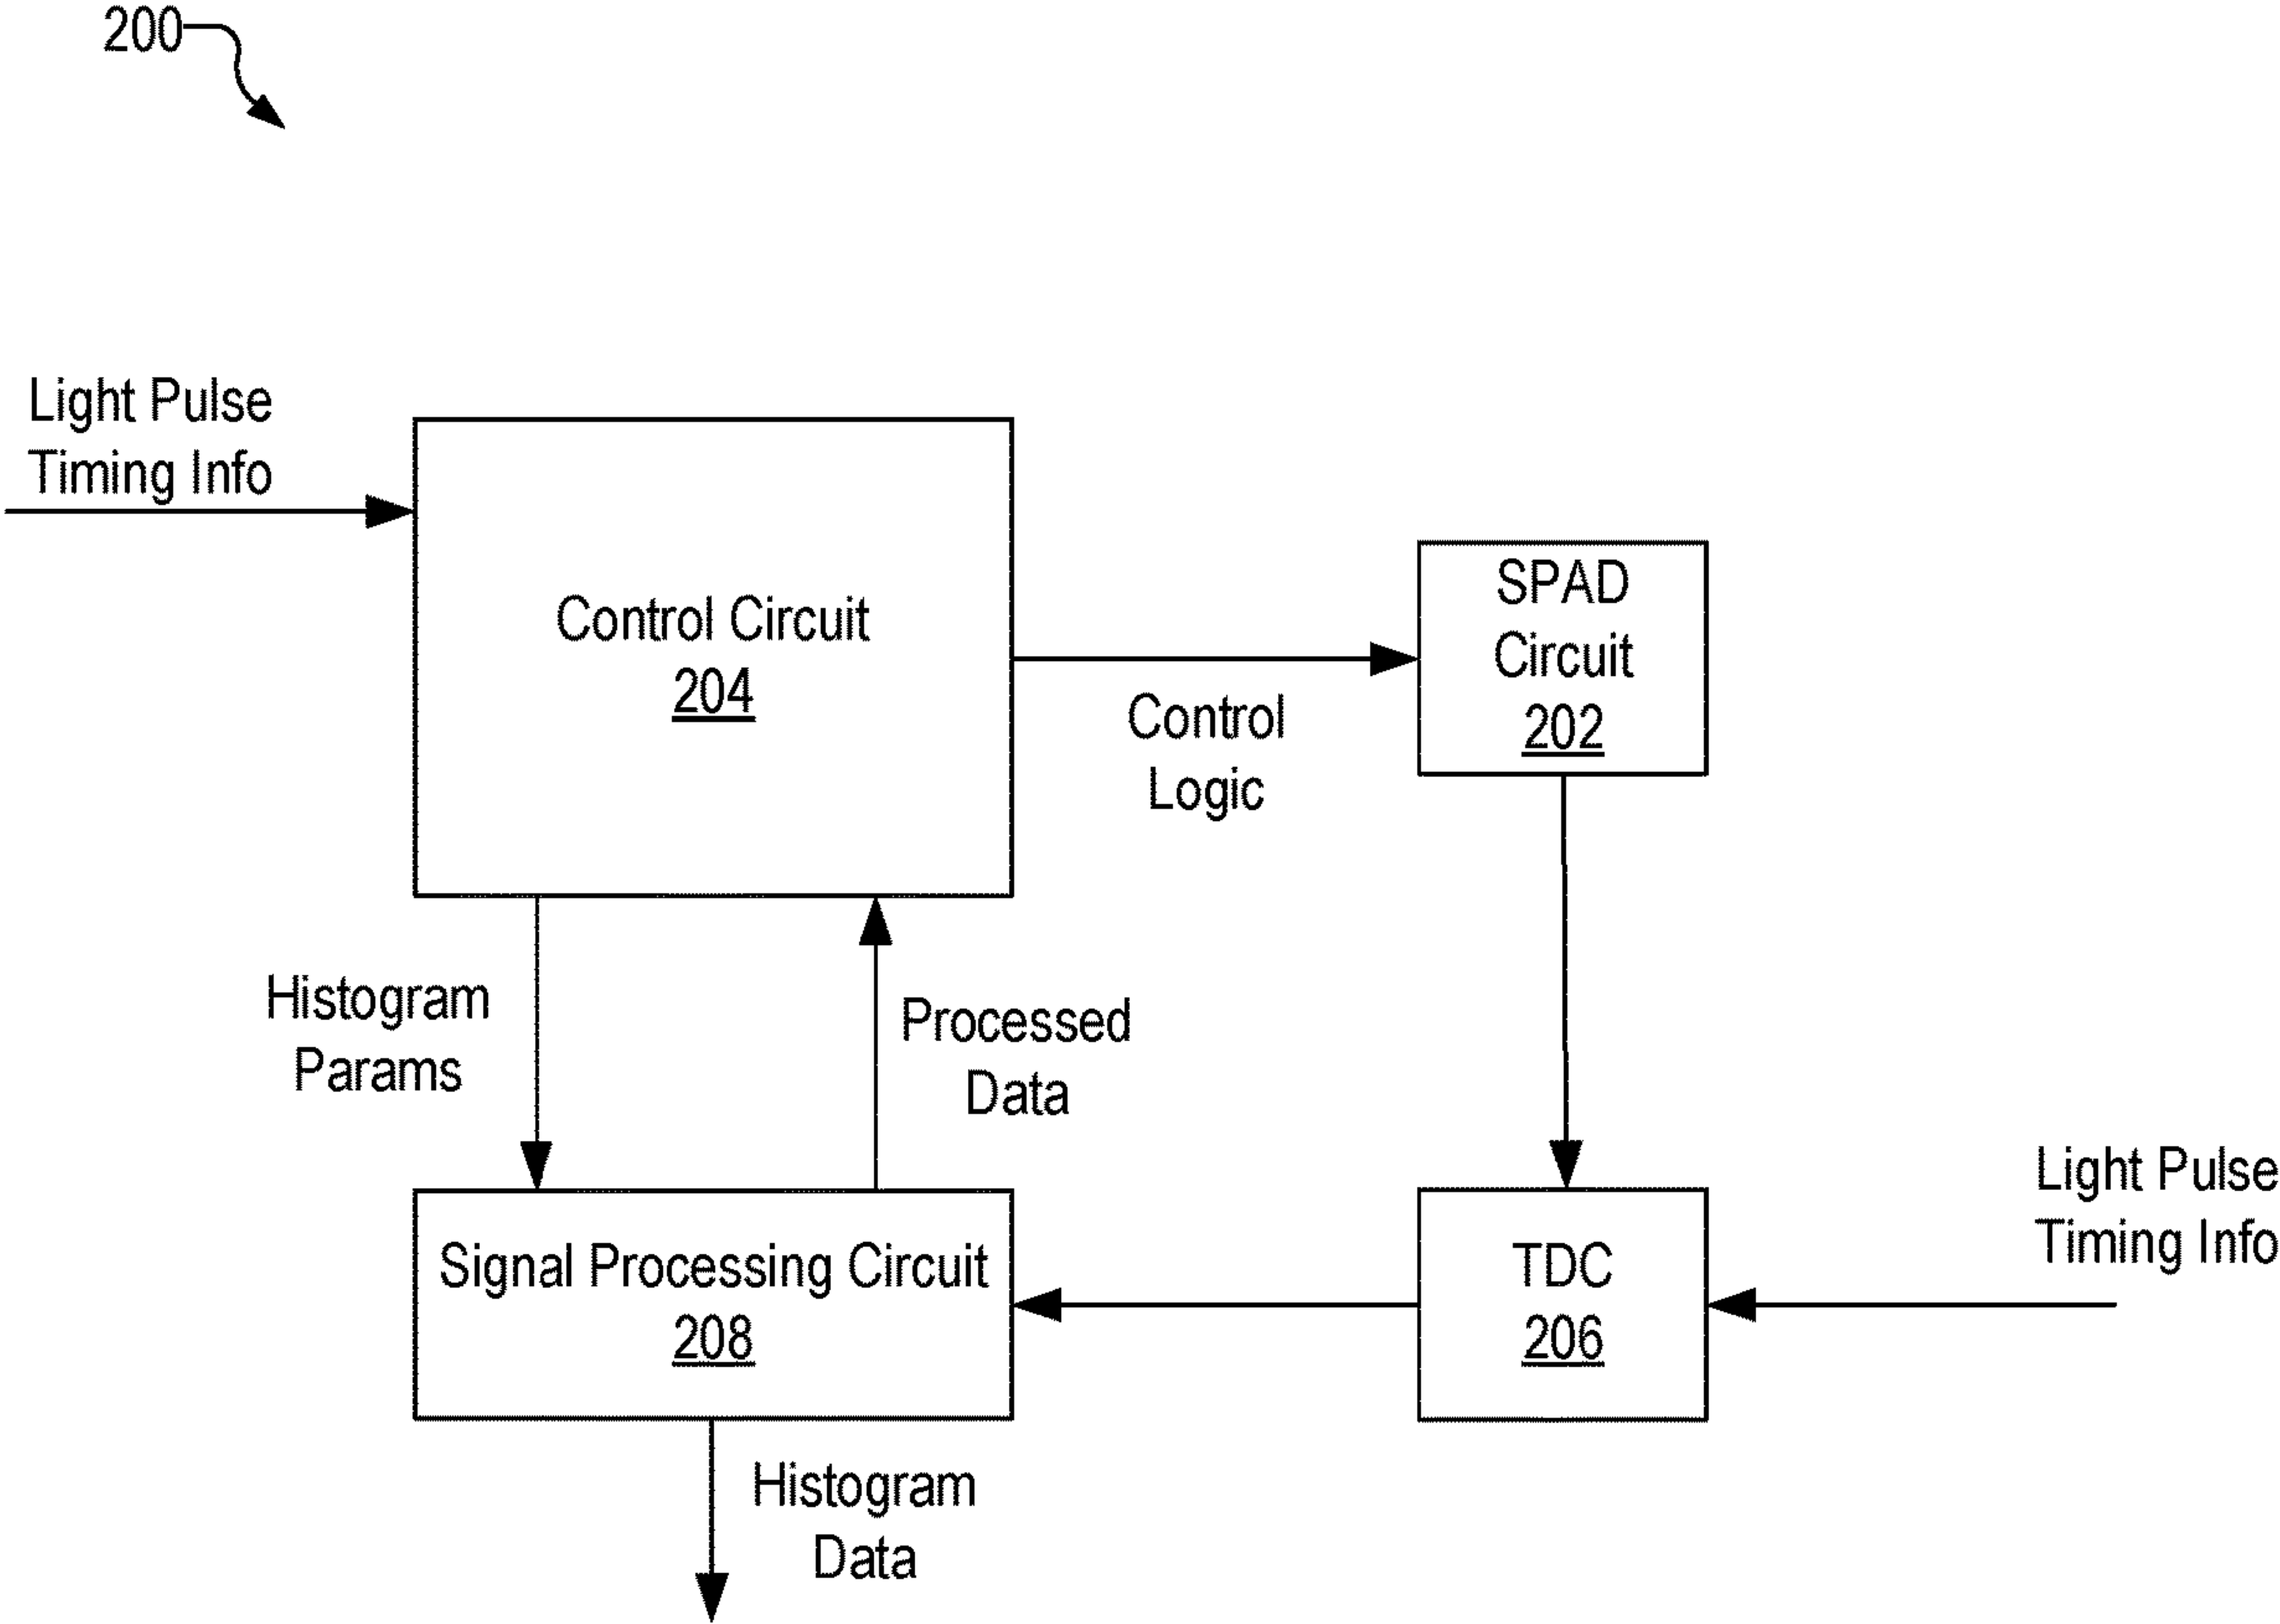 200
Light Pulse
Timing Info
Control Circuit
204
Control
Logic
SPAD
Circuit
202
Histogram
Params
Processed
Data
Signal Processing Circuit
208
TDC
206
Light Pulse
Timing Info
Histogram
Data